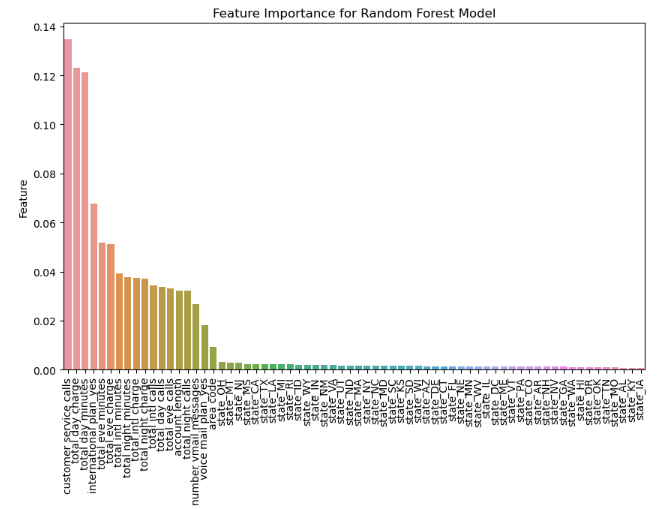 Feature Importance for Random Forest Model
Feature
0.14
0.12
0.10
0.08
0.06
0.04
0.02
0.00
customer service calls
total day charge
total day minutes
international plan_yes
total eve minutes
total eve charge
total intl minutes
total night minutes
total intl charge
total night charge
total intl calls
total day calls
total eve calls
account length
total night calls
number vmail messages
voice mail plan_yes
area code
state_OH
state_MT
state_NJ
state_MS
state_CA
state_TX
state_LA
state_MI
state_RI
state_ID
state_WY
state_IN
state_NM
state_VA
state_UT
state_ND
state_MA
state_NY
state_NC
state_MD
state_SC
state_KS
state_SD
state_WI
state_AZ
state_DE
state_CT
state_FL
state_NE
state_MN
state_WV
state_IL
state_DC
state_ME
state_VT
state_PA
state_CO
state_AR
state_NH
state_NV
state_GA
state_WA
state_HI
state_OR
state_OK
state_TN
state_MO
state_AL
state_KY
state_IA